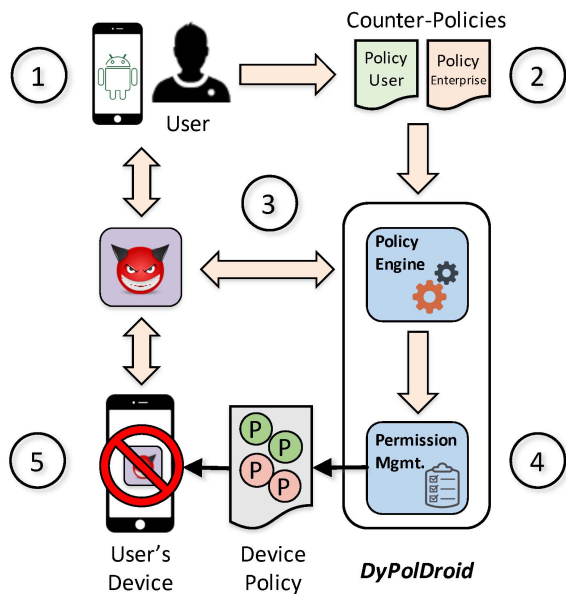 Counter-Policies
1
Policy
User
Policy
Enterprise
2
User
3
Policy
Engine
5
P
P
P
P
Permission
Mgmt.
4
User's
Device
Device
Policy
DyPolDroid